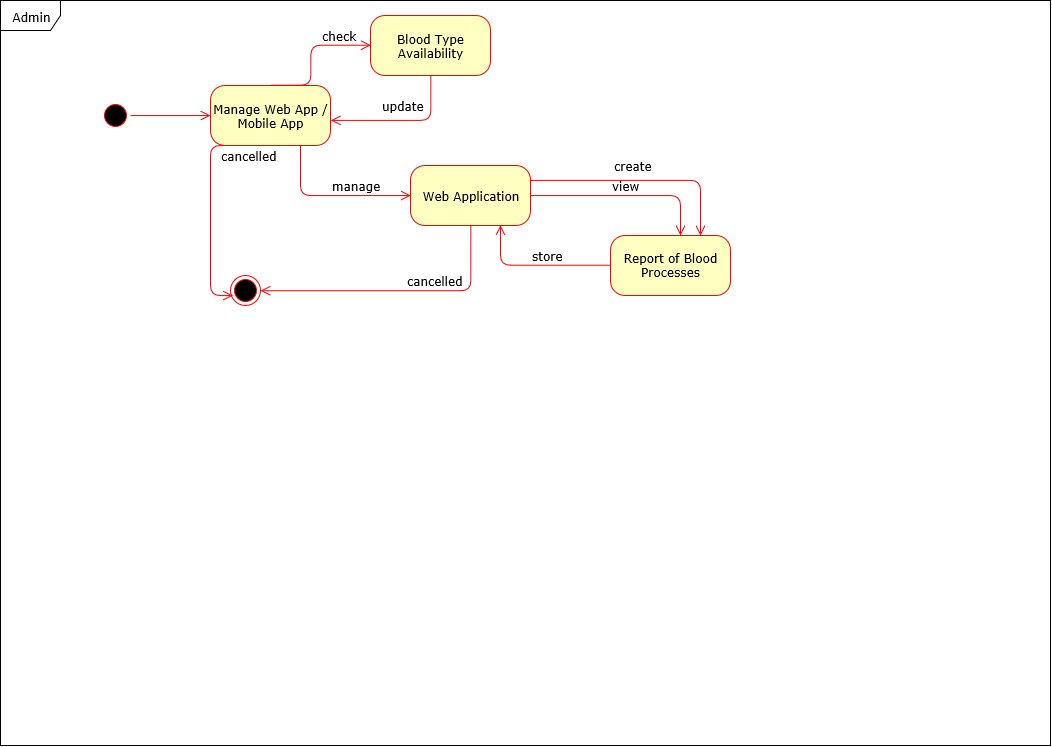 Admin
check
Blood Type
Availability
update
Manage Web App /
Mobile App
cancelled
manage
Web Application
create
view
store
Report of Blood
Processes
cancelled